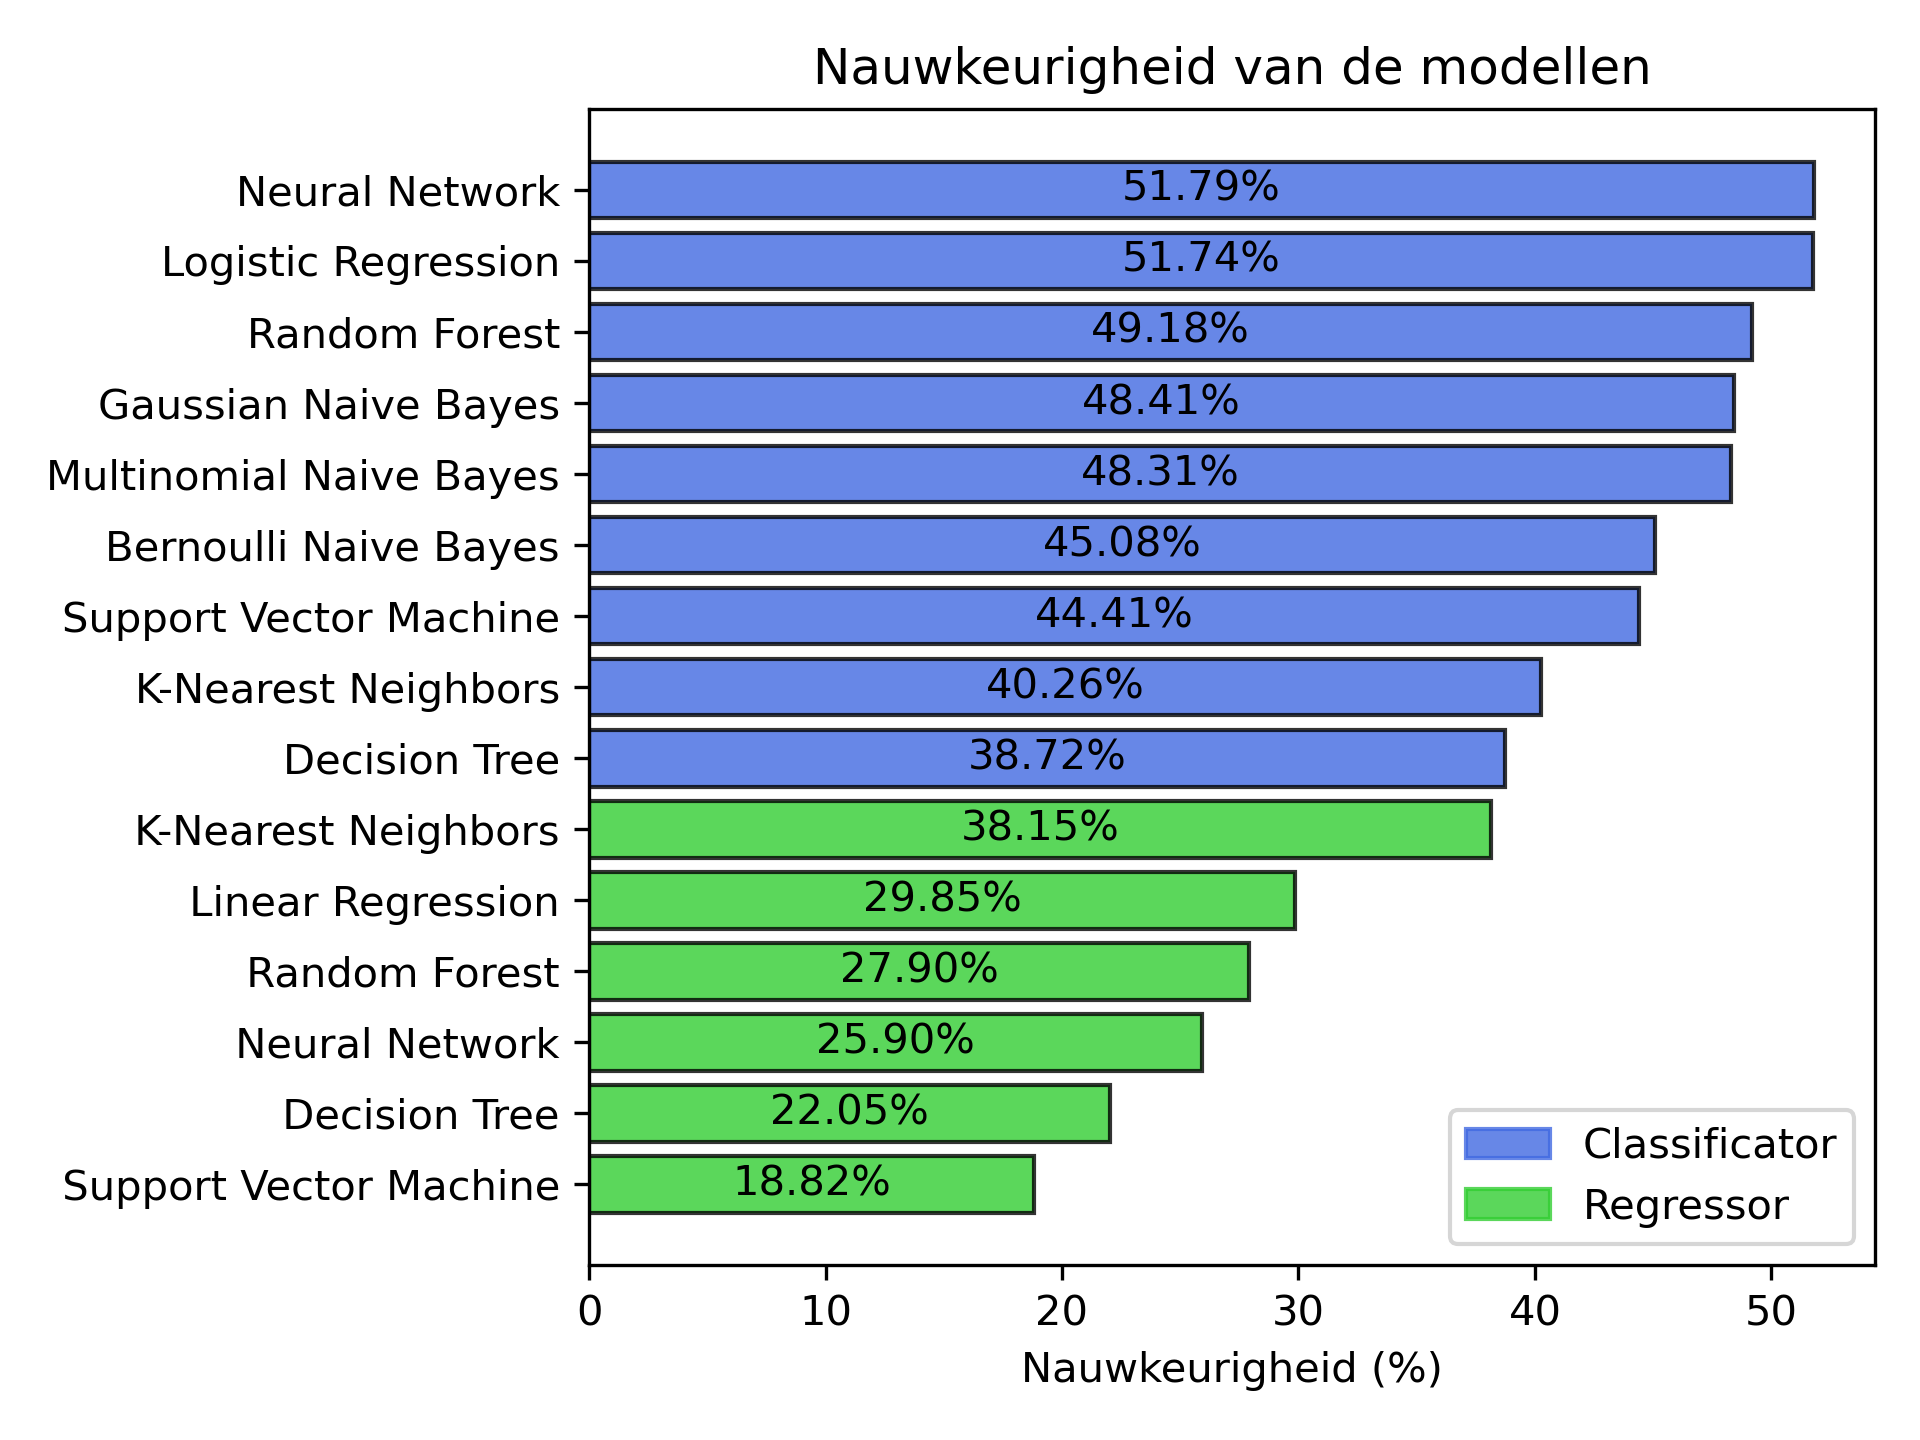 Nauwkeurigheid van de modellen
Neural Network 51.79%
Logistic Regression 51.74%
Random Forest 49.18%
Gaussian Naive Bayes 48.41%
Multinomial Naive Bayes 48.31%
Bernoulli Naive Bayes 45.08%
Support Vector Machine 44.41%
K-Nearest Neighbors 40.26%
Decision Tree 38.72%
K-Nearest Neighbors 38.15%
Linear Regression 29.85%
Random Forest 27.90%
Neural Network 25.90%
Decision Tree 22.05%
Support Vector Machine 18.82%
Classificator
Regressor
0 10 20 30 40 50
Nauwkeurigheid (%)